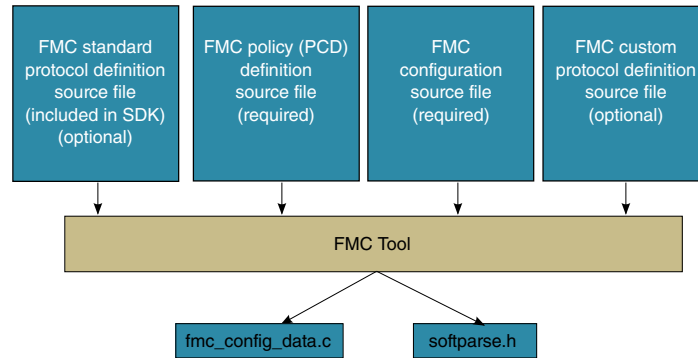 FMC standard
protocol definition
source file
(included in SDK)
(optional)
FMC policy (PCD)
definition
source file
(required)
FMC
configuration
source file
(required)
FMC custom
protocol definition
source file
(optional)
FMC Tool
fmc_config_data.c
softparse.h